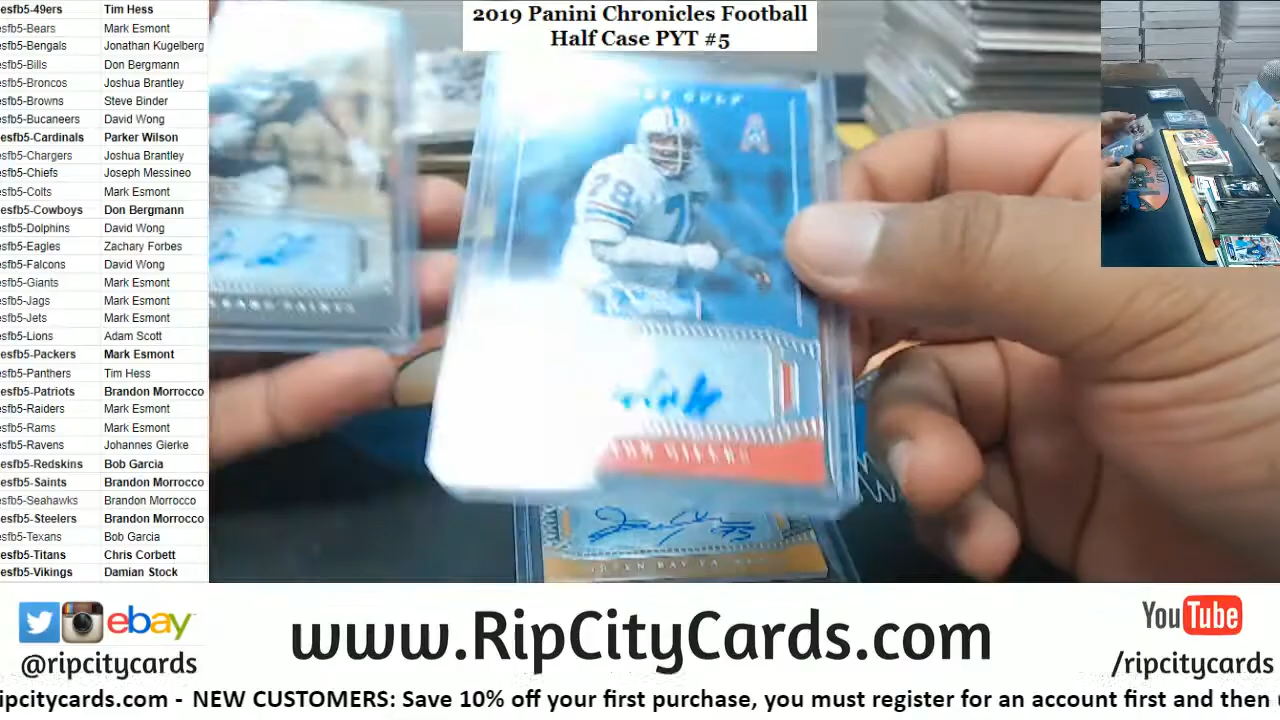 2019 Panini Chronicles Football
Half Case PYT #5
esfb5-49ers Tim Hess
esfb5-Bears Mark Esmont
esfb5-Bengals Jonathan Kugelberg
esfb5-Bills Don Bergmann
esfb5-Broncos Joshua Brantley
esfb5-Browns Steve Binder
esfb5-Bucaneers David Wong
esfb5-Cardinals Parker Wilson
esfb5-Chargers Joshua Brantley
esfb5-Chiefs Joseph Messineo
esfb5-Colts Mark Esmont
esfb5-Cowboys Don Bergmann
esfb5-Dolphins David Wong
esfb5-Eagles Zachary Forbes
esfb5-Falcons David Wong
esfb5-Giants Mark Esmont
esfb5-Jags Mark Esmont
esfb5-Jets Mark Esmont
esfb5-Lions Adam Scott
esfb5-Packers Mark Esmont
esfb5-Panthers Tim Hess
esfb5-Patriots Brandon Morrocco
esfb5-Raiders Mark Esmont
esfb5-Rams Mark Esmont
esfb5-Ravens Johannes Gierke
esfb5-Redskins Bob Garcia
esfb5-Saints Brandon Morrocco
esfb5-Seahawks Brandon Morrocco
esfb5-Steelers Brandon Morrocco
esfb5-Texans Bob Garcia
esfb5-Titans Chris Corbett
esfb5-Vikings Damian Stock
78
ebay
@ripcitycards
www.RipCityCards.com
YouTube
/ripcitycards
ripcitycards.com - NEW CUSTOMERS: Save 10% off your first purchase, you must register for an account first and then